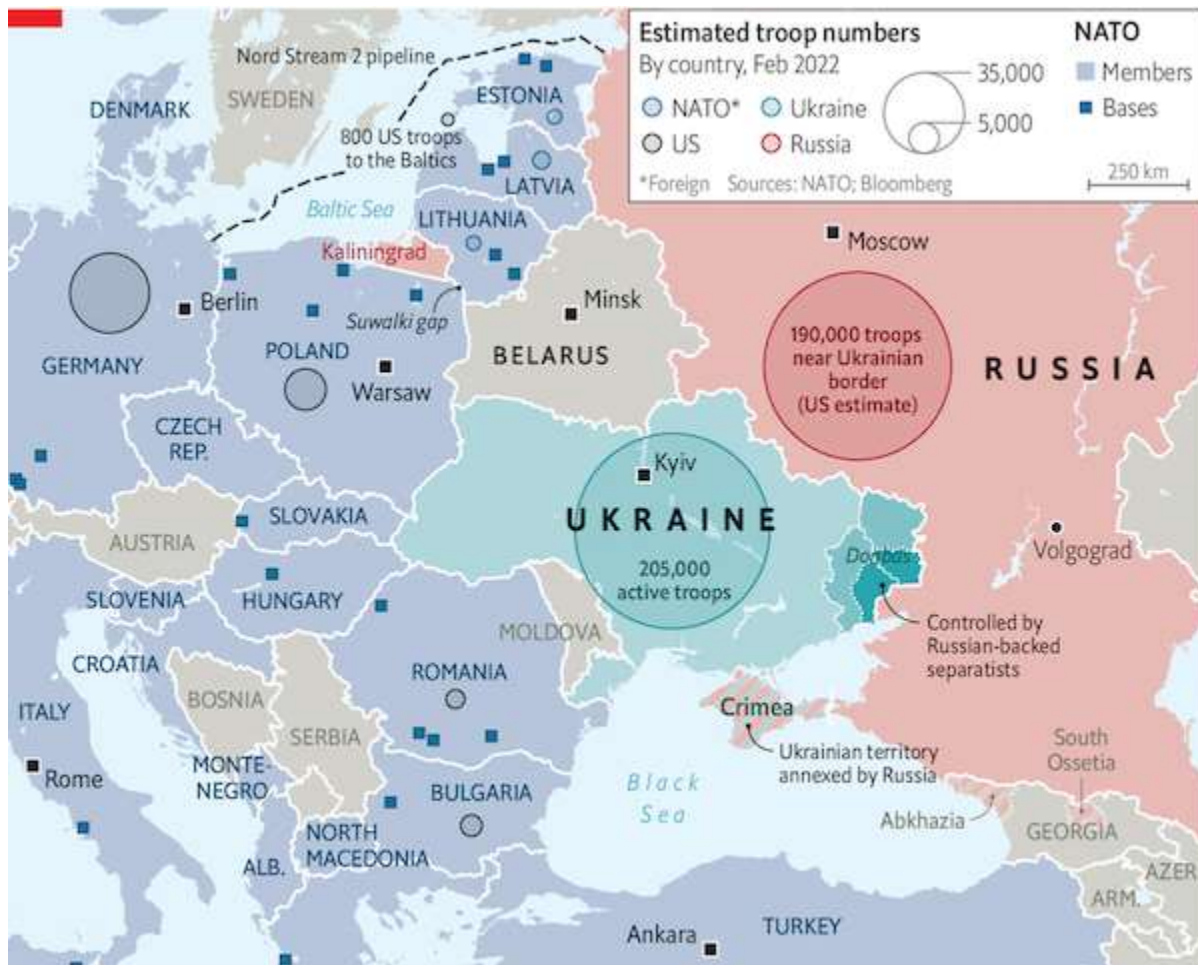 Estimated troop numbers
By country, Feb 2022
NATO*
Ukraine
US
Russia
35,000
5,000
*Foreign Sources: NATO; Bloomberg
NATO
Members
Bases
250 km
Nord Stream 2 pipeline
SWEDEN
DENMARK
ESTONIA
800 US troops
to the Baltics
LATVIA
Baltic Sea
LITHUANIA
Kaliningrad
Moscow
Berlin
Suwalki gap
Minsk
GERMANY
POLAND
BELARUS
Warsaw
190,000 troops
near Ukrainian
border
(US estimate)
RUSSIA
CZECH
REP.
Kyiv
UKRAINE
SLOVAKIA
AUSTRIA
205,000
active troops
Donbas
Volgograd
SLOVENIA
HUNGARY
MOLDOVA
Controlled by
Russian-backed
separatists
CROATIA
ROMANIA
BOSNIA
ITALY
SERBIA
Crimea
Ukrainian territory
annexed by Russia
South
Ossetia
Rome
MONTE-
NEGRO
BULGARIA
Black
Sea
Abkhazia
GEORGIA
NORTH
MACEDONIA
ALB.
AZER
ARM.
Ankara
TURKEY